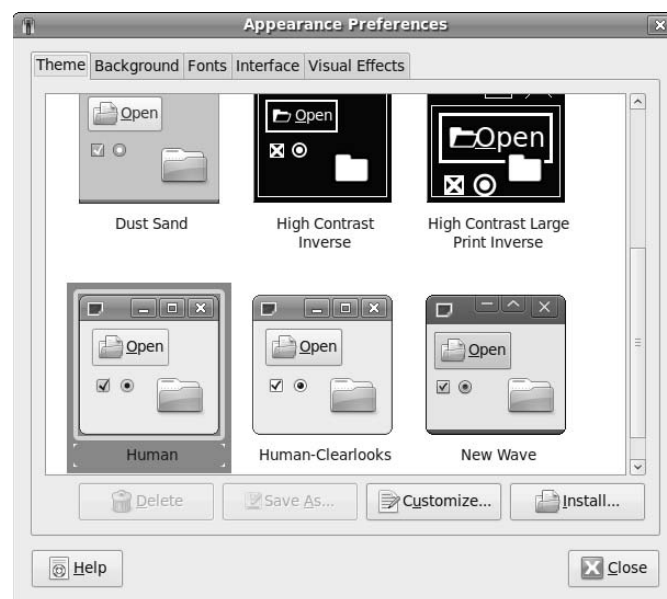 Appearance Preferences
Theme Background Fonts Interface Visual Effects
Open Open Open
Dust Sand High Contrast Inverse High Contrast Large Print Inverse
Open Open Open
Human Human-Clearlooks New Wave
Delete Save As... Customize... Install...
Help Close